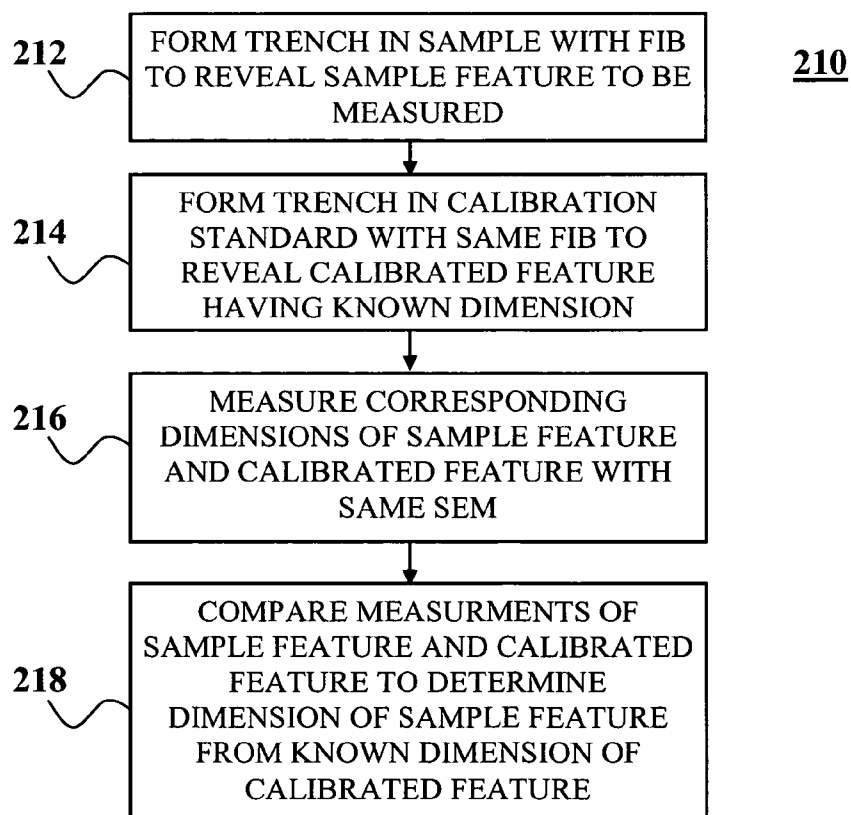 212
FORM TRENCH IN SAMPLE WITH FIB
TO REVEAL SAMPLE FEATURE TO BE
MEASURED
210
214
FORM TRENCH IN CALIBRATION
STANDARD WITH SAME FIB TO
REVEAL CALIBRATED FEATURE
HAVING KNOWN DIMENSION
216
MEASURE CORRESPONDING
DIMENSIONS OF SAMPLE FEATURE
AND CALIBRATED FEATURE WITH
SAME SEM
218
COMPARE MEASURMENTS OF
SAMPLE FEATURE AND CALIBRATED
FEATURE TO DETERMINE
DIMENSION OF SAMPLE FEATURE
FROM KNOWN DIMENSION OF
CALIBRATED FEATURE